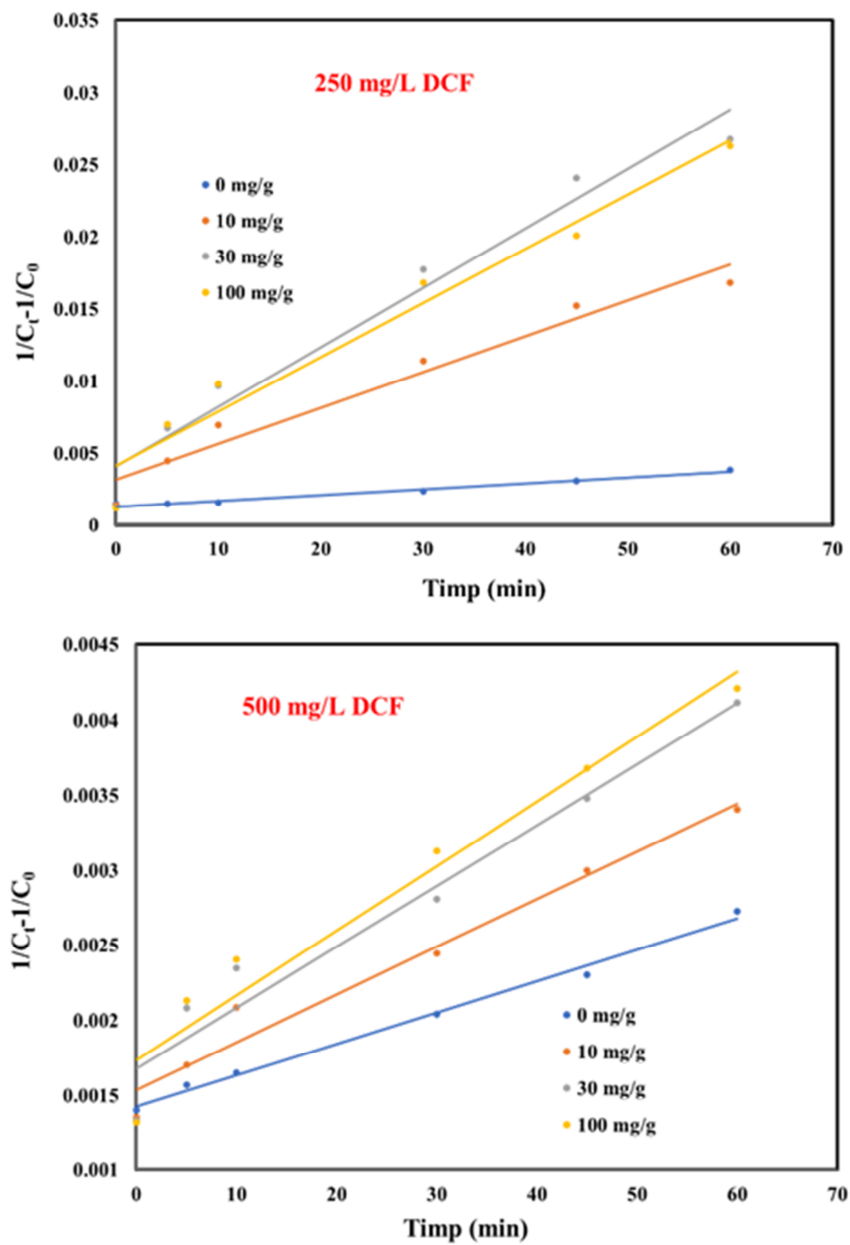 0.035
250 mg/L DCF
0.03
0.025
0 mg/g
10 mg/g
0.02
30 mg/g
100 mg/g
0.015
0.01
0.005
0
1/Ct-1/C0
0 10 20 30 40 50 60 70
Timp (min)
0.0045
500 mg/L DCF
0.004
0.0035
0.003
0.0025
0.002
0 mg/g
10 mg/g
0.0015
30 mg/g
100 mg/g
0.001
1/Ct-1/C0
0 10 20 30 40 50 60 70
Timp (min)